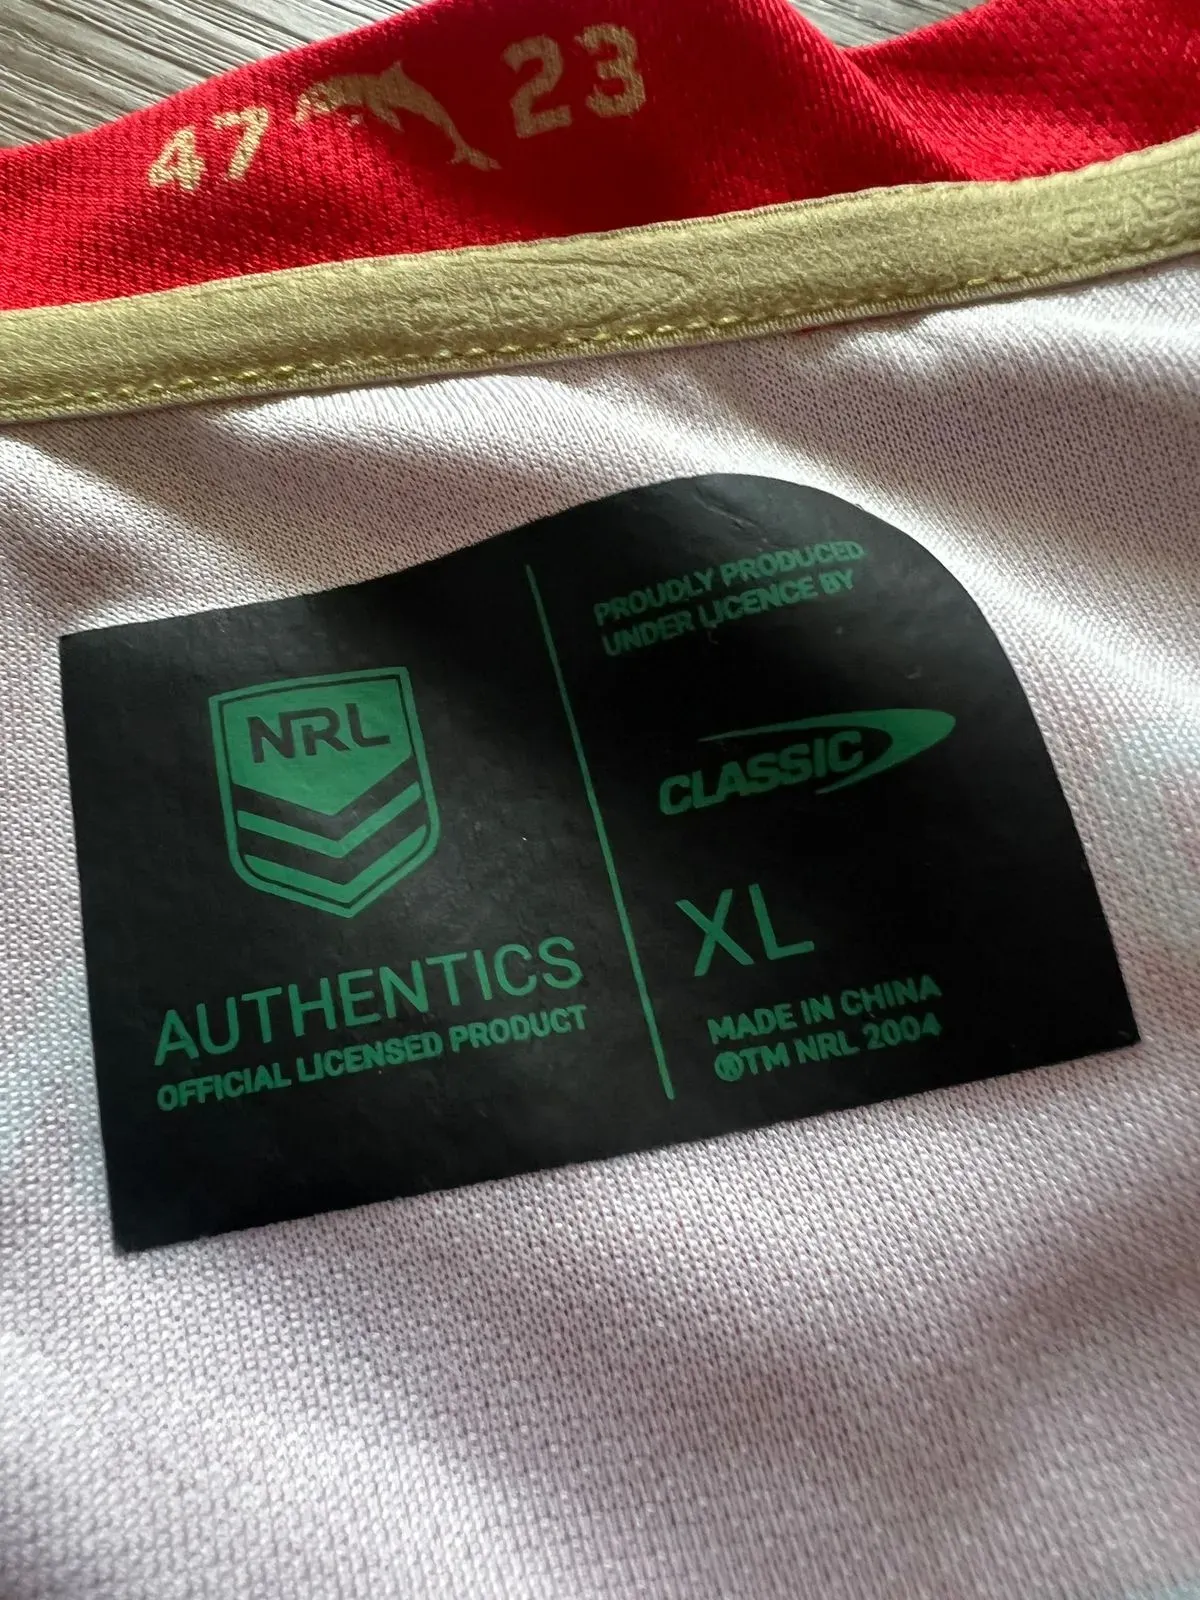 47 23
NRL
AUTHENTICS
OFFICIAL LICENSED PRODUCT
PROUDLY PRODUCED
UNDER LICENCE BY
CLASSIC
XL
MADE IN CHINA
®TM NRL 2004